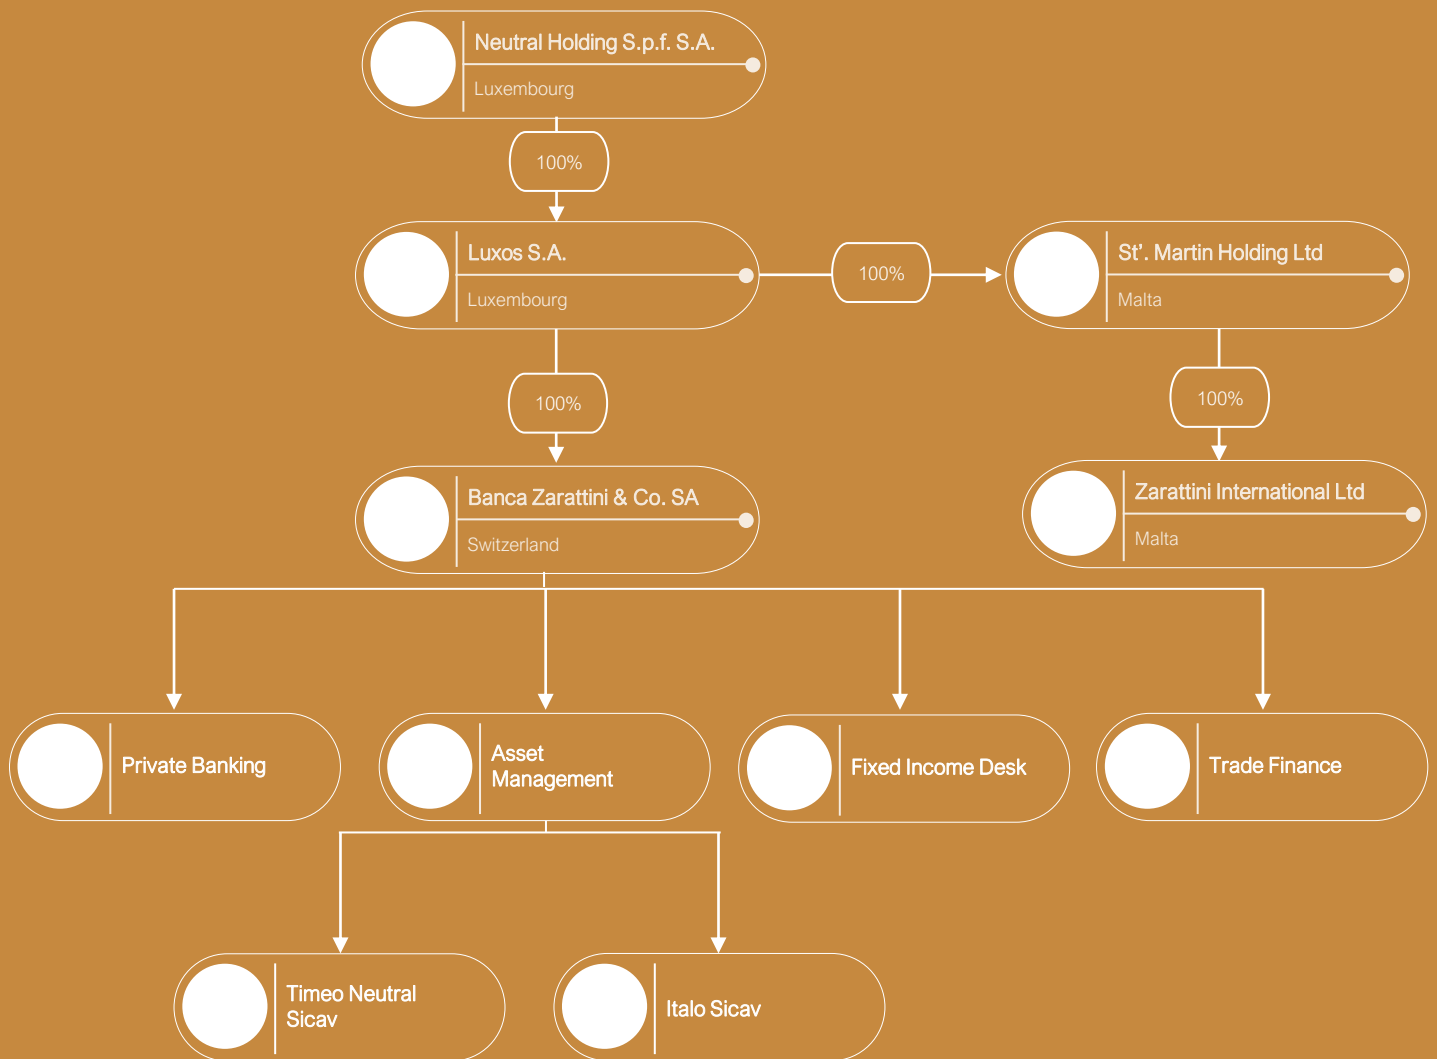 Neutral Holding S.p.f. S.A.
Luxembourg
100%
Luxos S.A.
Luxembourg
100%
St'. Martin Holding Ltd
Malta
100%
100%
Banca Zarattini & Co. SA
Switzerland
Zarattini International Ltd
Malta
Private Banking
Asset
Management
Fixed Income Desk
Trade Finance
Timeo Neutral
Sicav
Italo Sicav